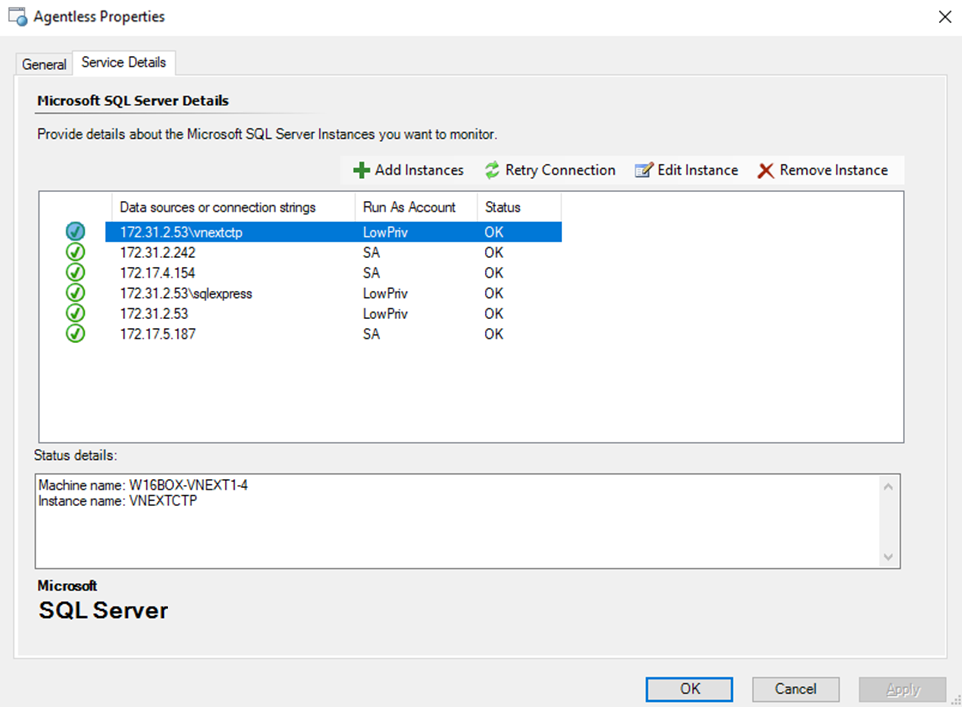 Agentless Properties
General Service Details
Microsoft SQL Server Details
Provide details about the Microsoft SQL Server Instances you want to monitor.
Add Instances Retry Connection Edit Instance Remove Instance
Data sources or connection strings Run As Account Status
172.31.2.53\vnextctp LowPriv OK
172.31.2.242 SA OK
172.17.4.154 SA OK
172.31.2.53\sqlexpress LowPriv OK
172.31.2.53 LowPriv OK
172.17.5.187 SA OK
Status details:
Machine name: W16BOX-VNEXT1-4
Instance name: VNEXTCTP
Microsoft
SQL Server
OK Cancel Apply